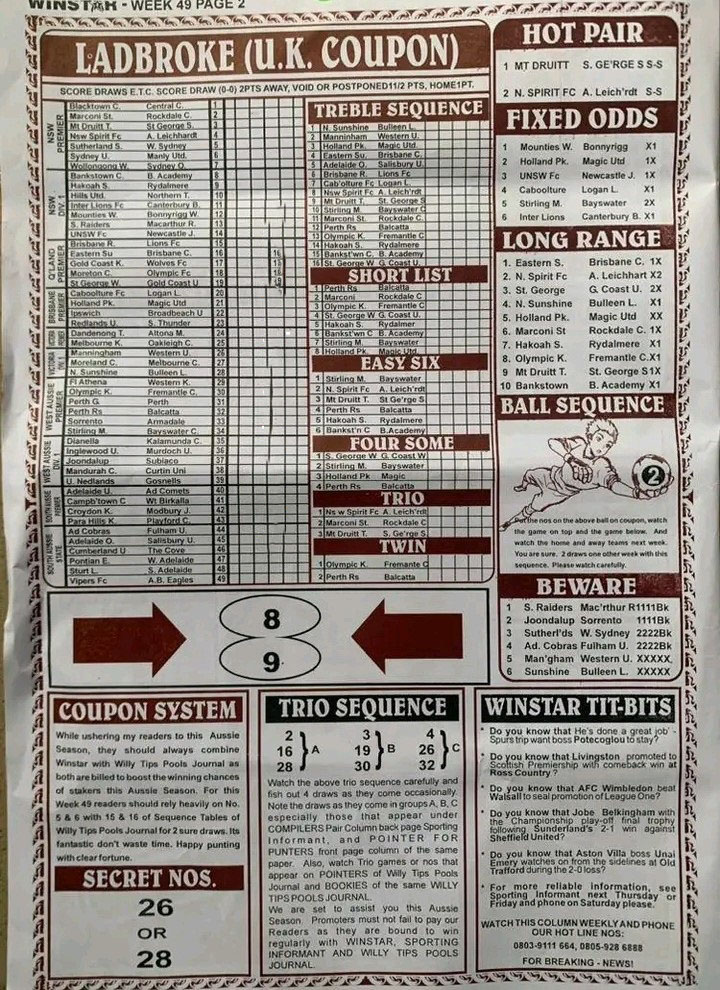 WINSTAR - WEEK 49 PAGE 2
LADBROKE (U.K. COUPON)
SCORE DRAWS E.T.C. SCORE DRAW (0-0) 2PTS AWAY, VOID OR POSTPONED11/2 PTS, HOME1PT.
NSW PREMIER
Blacktown C. Central C. 1
Marconi St. Rockdale C. 2
Mt Druitt T. St George S. 3
Nsw Spirit Fc A. Leichhardt 4
Sutherland S. W. Sydney 5
Sydney U. Manly Utd. 6
Wollongong W. Sydney O. 7
NSW DIV. 1
Bankstown C. B. Academy 8
Hakoah S. Rydalmere 9
Hills Utd. Northern T. 10
Inter Lions Fc Canterbury B. 11
Mounties W. Bonnyrigg W. 12
S. Raiders Macarthur R. 13
UNSW Fc Newcastle J. 14
Q'LAND PREMIER
Brisbane R. Lions Fc 15
Eastern Su Brisbane C. 16
Gold Coast K. Wolves Fc 17
Moreton C. Olympic Fc 18
St George W. Gold Coast U 19
BRISBANE PREMIER
Caboolture Fc Logan L. 20
Holland Pk. Magic Utd 21
Ipswich Broadbeach U 22
Redlands U. S. Thunder 23
Dandenong T. Altona M. 24
Melbourne K. Oakleigh C. 25
VICTORIA DIV 1
Manningham Western U. 26
Moreland C. Melbourne C. 27
N. Sunshine Bulleen L. 28
WEST AUSSIE PREMIER
Fl Athena Western K. 29
Olympic K. Fremantle C. 30
Perth G Perth 31
Perth Rs Balcatta 32
Sorrento Armadale 33
Stirling M. Bayswater C. 34
WEST AUSSIE DIV. 1
Dianella Kalamunda C. 35
Inglewood U. Murdoch U. 36
Joondalup Subiaco 37
Mandurah C. Curtin Uni 38
U. Nedlands Gosnells 39
SOUTH AUSSIE PREMIER
Adelaide U. Ad Comets 40
Campb'town C Wt Birkalla 41
Croydon K. Modbury J. 42
Para Hills K. Playford C. 43
SOUTH AUSSIE STATE
Ad Cobras Fulham U. 44
Adelaide O. Salisbury U. 45
Cumberland U The Cove 46
Pontian E. W. Adelaide 47
Sturt L. S. Adelaide 48
Vipers Fc A.B. Eagles 49
TREBLE SEQUENCE
1 N. Sunshine Bulleen L.
2 Manninham Western U.
3 Holland Pk. Magic Utd.
4 Eastern Su. Brisbane C.
5 Adelaide O. Salisbury U.
6 Brisbane R. Lions Fc
7 Cab'olture Fc Logan L.
8 Nsw Spirit Fc A. Leich'rdt
9 Mt Druitt T. St. George S
10 Stirling M. Bayswater C
11 Marconi St. Rockdale C.
12 Perth Rs Balcatta
13 Olympic K. Fremantle C
14 Hakoah S. Rydalmere
15 Bankst'wn C. B. Academy
16 St. George W G. Coast U.
SHORT LIST
1 Perth Rs Balcatta
2 Marconi Rockdale C
3 Olympic K. Fremantle C
4 St. George W G. Coast U.
5 Hakoah S. Rydalmer
6 Bankst'wn C B. Academy
7 Stirling M. Bayswater
8 Holland Pk. Magic Utd.
EASY SIX
1 Stirling M. Bayswater
2 N. Spirit Fc A. Leich'rdt
3 Mt Druitt T. St Ge'rge S
4 Perth Rs Balcatta
5 Hakoah S. Rydalmere
6 Bankst'n C B.Academy
FOUR SOME
1 S. George W G. Coast W
2 Stirling M. Bayswater
3 Holland Pk Magic
4 Perth Rs Balcatta
TRIO
1 Ns w Spirit Fc A. Leich'rdt
2 Marconi St. Rockdale C
3 Mt Druitt T. S. Ge'rge S.
TWIN
1 Olympic K. Fremante C
2 Perth Rs Balcatta
HOT PAIR
1 MT DRUITT S. GE'RGE S S-S
2 N. SPIRIT FC A. Leich'rdt S-S
FIXED ODDS
1 Mounties W. Bonnyrigg X1
2 Holland Pk. Magic Utd 1X
3 UNSW Fc Newcastle J. 1X
4 Caboolture Logan L. X1
5 Stirling M. Bayswater 2X
6 Inter Lions Canterbury B. X1
LONG RANGE
1. Eastern S. Brisbane C. 1X
2. N. Spirit Fc A. Leichhart X2
3. St. George G. Coast U. 2X
4. N. Sunshine Bulleen L. X1
5. Holland Pk. Magic Utd XX
6. Marconi St Rockdale C. 1X
7. Hakoah S. Rydalmere X1
8. Olympic K. Fremantle C.X1
9 Mt Druitt T. St. George S1X
10 Bankstown B. Academy X1
BALL SEQUENCE
2
Put the nos on the above ball on coupon, watch
the game on top and the game below. And
watch the home and away teams next week.
You are sure. 2 draws one other week with this
sequence. Please watch carefully.
BEWARE
1 S. Raiders Mac'rthur R1111Bk
2 Joondalup Sorrento 1111Bk
3 Sutherl'ds W. Sydney 2222Bk
4 Ad. Cobras Fulham U. 2222Bk
5 Man'gham Western U. XXXXX,
6 Sunshine Bulleen L. XXXXX
8
9
COUPON SYSTEM
While ushering my readers to this Aussie
Season, they should always combine
Winstar with Willy Tips Pools Journal as
both are billed to boost the winning chances
of stakers this Aussie Season. For this
Week 49 readers should rely heavily on No.
5 & 6 with 15 & 16 of Sequence Tables of
Willy Tips Pools Journal for 2 sure draws. Its
fantastic don't waste time. Happy punting
with clear fortune.
SECRET NOS.
26
OR
28
TRIO SEQUENCE
2 3 4
16 A 19 B 26 C
28 30 32
Watch the above trio sequence carefully and
fish out 4 draws as they come occasionally.
Note the draws as they come in groups A, B, C
especially those that appear under
COMPILERS Pair Column back page Sporting
Informant, and POINTER FOR
PUNTERS front page column of the same
paper. Also, watch Trio games or nos that
appear on POINTERS of Willy Tips Pools
Journal and BOOKIES of the same WILLY
TIPS POOLS JOURNAL.
We are set to assist you this Aussie
Season. Promoters must not fail to pay our
Readers as they are bound to win
regularly with WINSTAR, SPORTING
INFORMANT AND WILLY TIPS POOLS
JOURNAL.
WINSTAR TIT-BITS
* Do you know that He's done a great job' -
Spurs trip want boss Potecoglou to stay?
* Do you know that Livingston promoted to
Scottish Premiership with comeback win at
Ross Country ?
* Do you know that AFC Wimbledon beat
Walsall to seal promotion of League One?
* Do you know that Jobe Belkingham with
the Championship play-off final trophy
following Sunderland's 2-1 win against
Sheffield United?
* Do you know that Aston Villa boss Unai
Emery watches on from the sidelines at Old
Trafford during the 2-0 loss?
* For more reliable information, see
Sporting Informant next Thursday or
Friday and phone on Saturday please.
WATCH THIS COLUMN WEEKLY AND PHONE
OUR HOT LINE NOS:
0803-9111 664, 0805-928 6888
FOR BREAKING - NEWS!